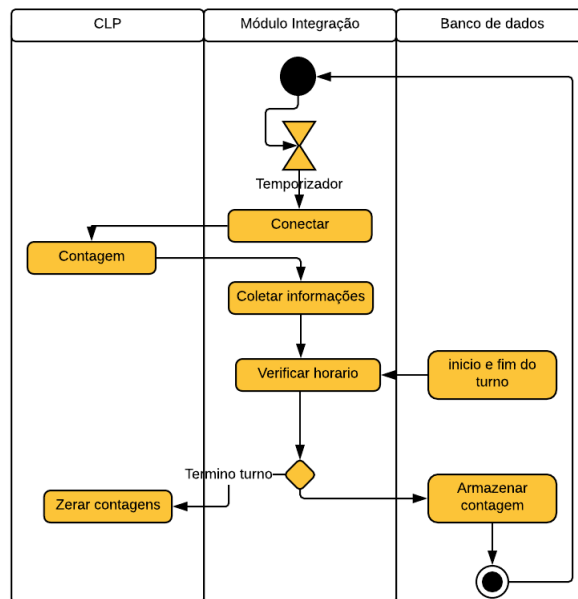 CLP
Módulo Integração
Banco de dados
Temporizador
Conectar
Contagem
Coletar informações
Verificar horario
inicio e fim do
turno
Termino turno
Zerar contagens
Armazenar
contagem